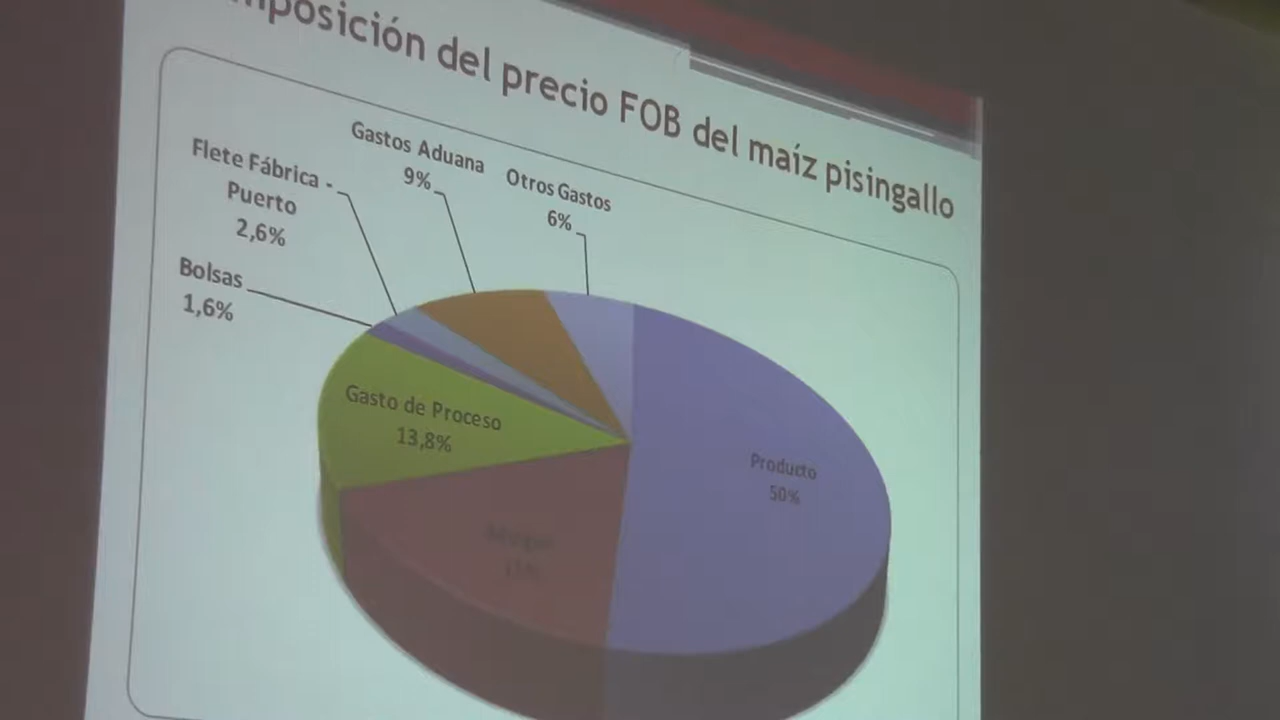 mposición del precio FOB del maíz pisingallo
Gastos Aduana
9%
Otros Gastos
6%
Flete Fábrica -
Puerto
2,6%
Bolsas
1,6%
Gasto de Proceso
13,8%
Producto
50%